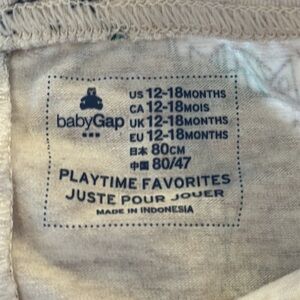 babyGap
US 12-18MONTHS
CA 12-18MOIS
UK 12-18MONTHS
EU 12-18MONTHS
日本 80CM
中国 80/47
PLAYTIME FAVORITES
JUSTE POUR JOUER
MADE IN INDONESIA